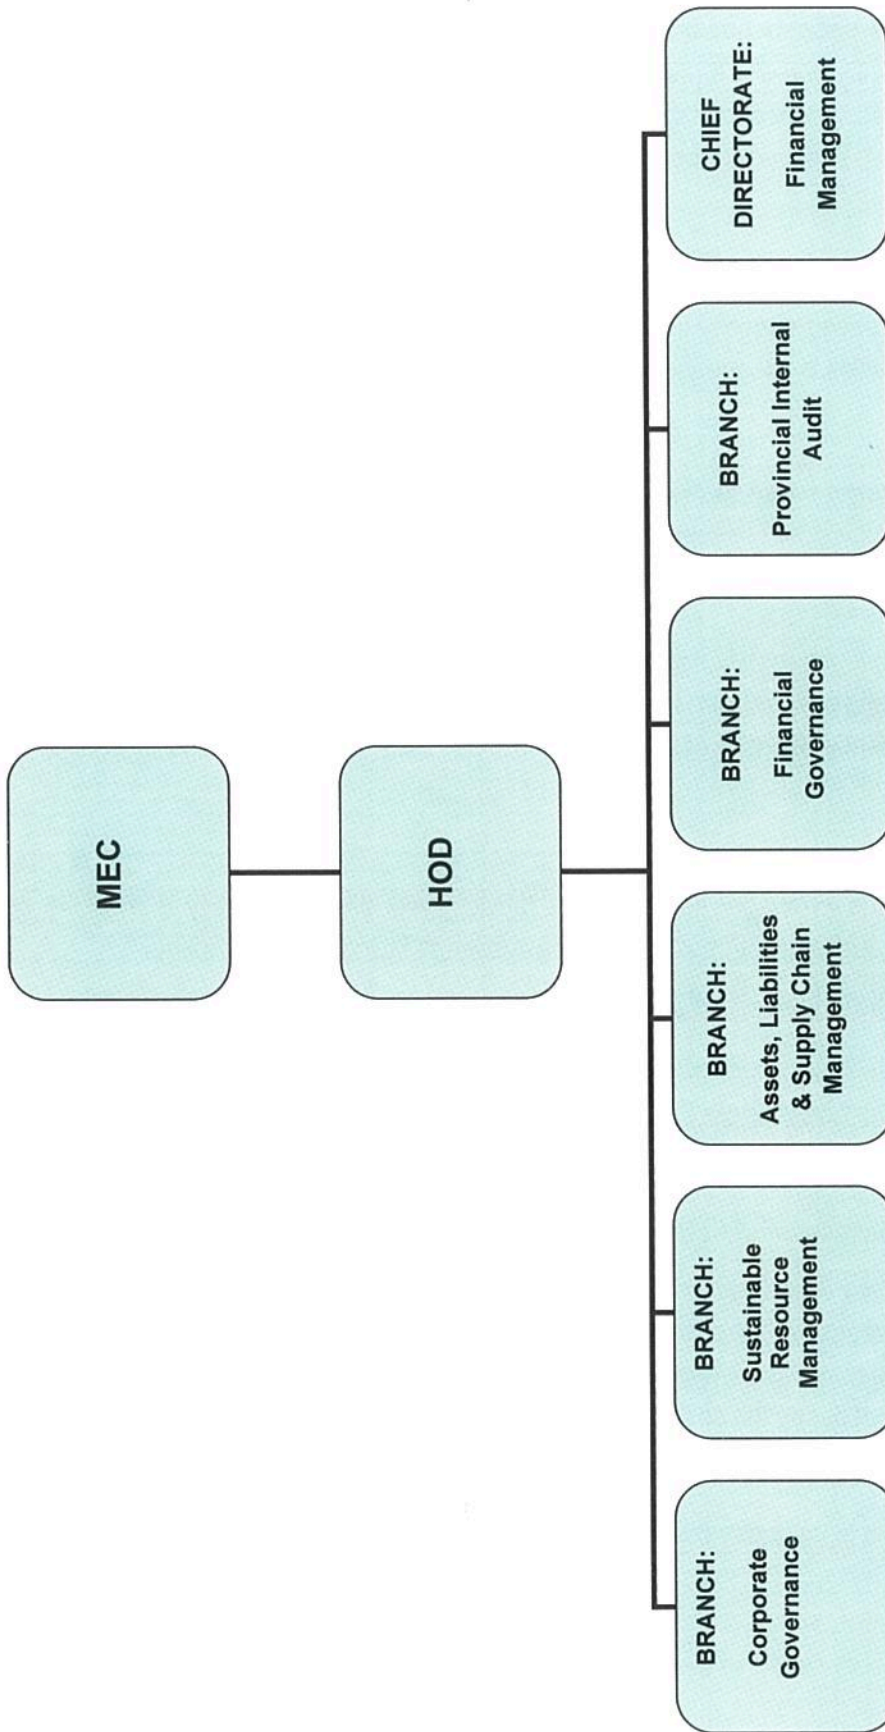 MEC
HOD
BRANCH:
Corporate
Governance
BRANCH:
Sustainable
Resource
Management
BRANCH:
Assets, Liabilities
& Supply Chain
Management
BRANCH:
Financial
Governance
BRANCH:
Provincial Internal
Audit
CHIEF
DIRECTORATE:
Financial
Management